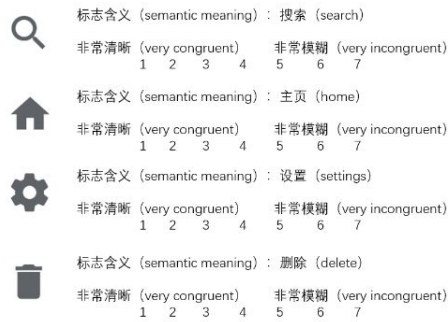 标志含义（semantic meaning）：搜索（search）
非常清晰（very congruent） 非常模糊（very incongruent）
1 2 3 4 5 6 7
标志含义（semantic meaning）：主页（home）
非常清晰（very congruent） 非常模糊（very incongruent）
1 2 3 4 5 6 7
标志含义（semantic meaning）：设置（settings）
非常清晰（very congruent） 非常模糊（very incongruent）
1 2 3 4 5 6 7
标志含义（semantic meaning）：删除（delete）
非常清晰（very congruent） 非常模糊（very incongruent）
1 2 3 4 5 6 7